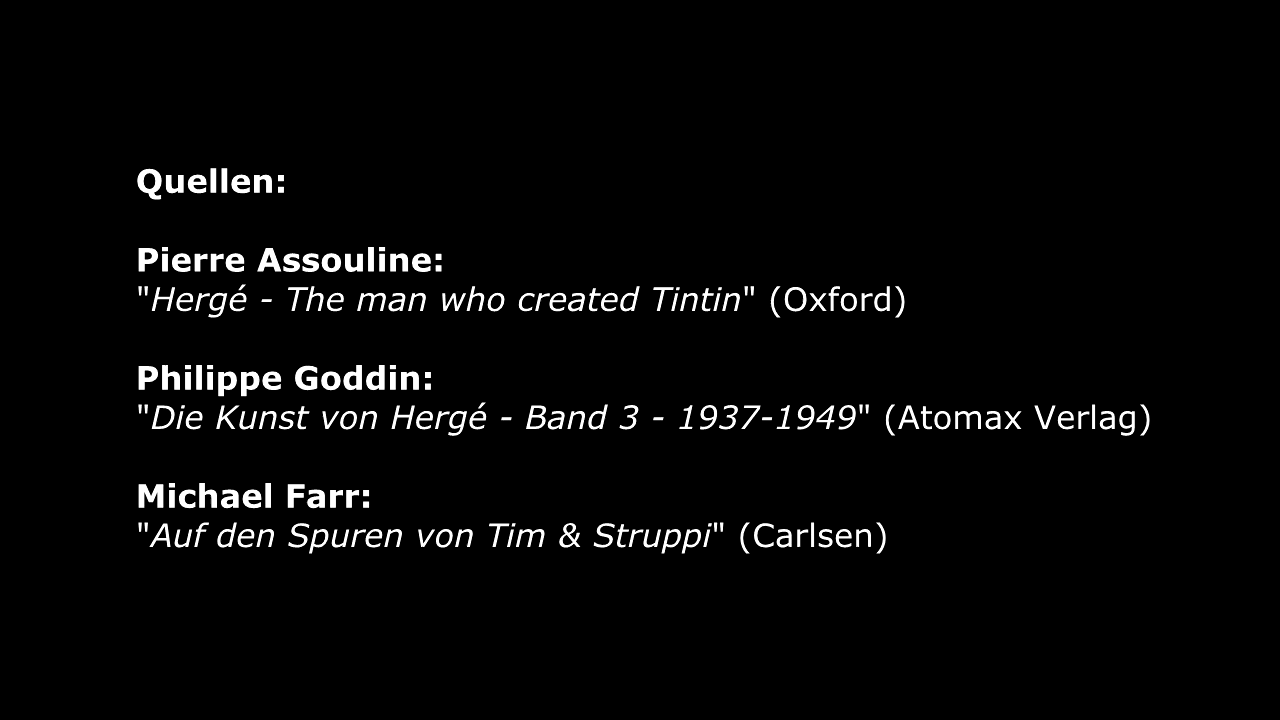 Quellen:
Pierre Assouline:
"Hergé - The man who created Tintin" (Oxford)
Philippe Goddin:
"Die Kunst von Hergé - Band 3 - 1937-1949" (Atomax Verlag)
Michael Farr:
"Auf den Spuren von Tim & Struppi" (Carlsen)